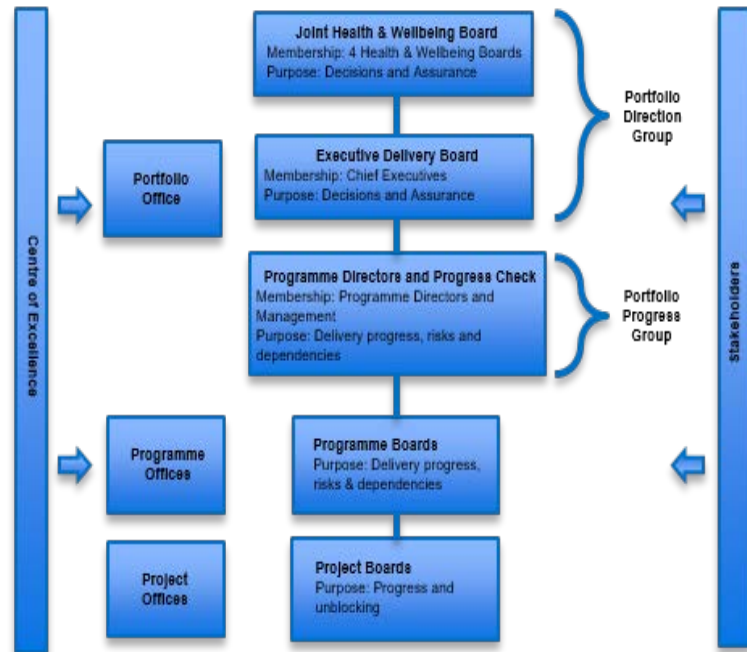 Joint Health & Wellbeing Board
Membership: 4 Health & Wellbeing Boards
Purpose: Decisions and Assurance
Portfolio
Direction
Group
Executive Delivery Board
Membership: Chief Executives
Purpose: Decisions and Assurance
Portfolio
Office
Centre of Excellence
Stakeholders
Programme Directors and Progress Check
Membership: Programme Directors and
Management
Purpose: Delivery progress, risks and
dependencies
Portfolio
Progress
Group
Programme
Offices
Programme Boards
Purpose: Delivery progress,
risks & dependencies
Project
Offices
Project Boards
Purpose: Progress and
unblocking